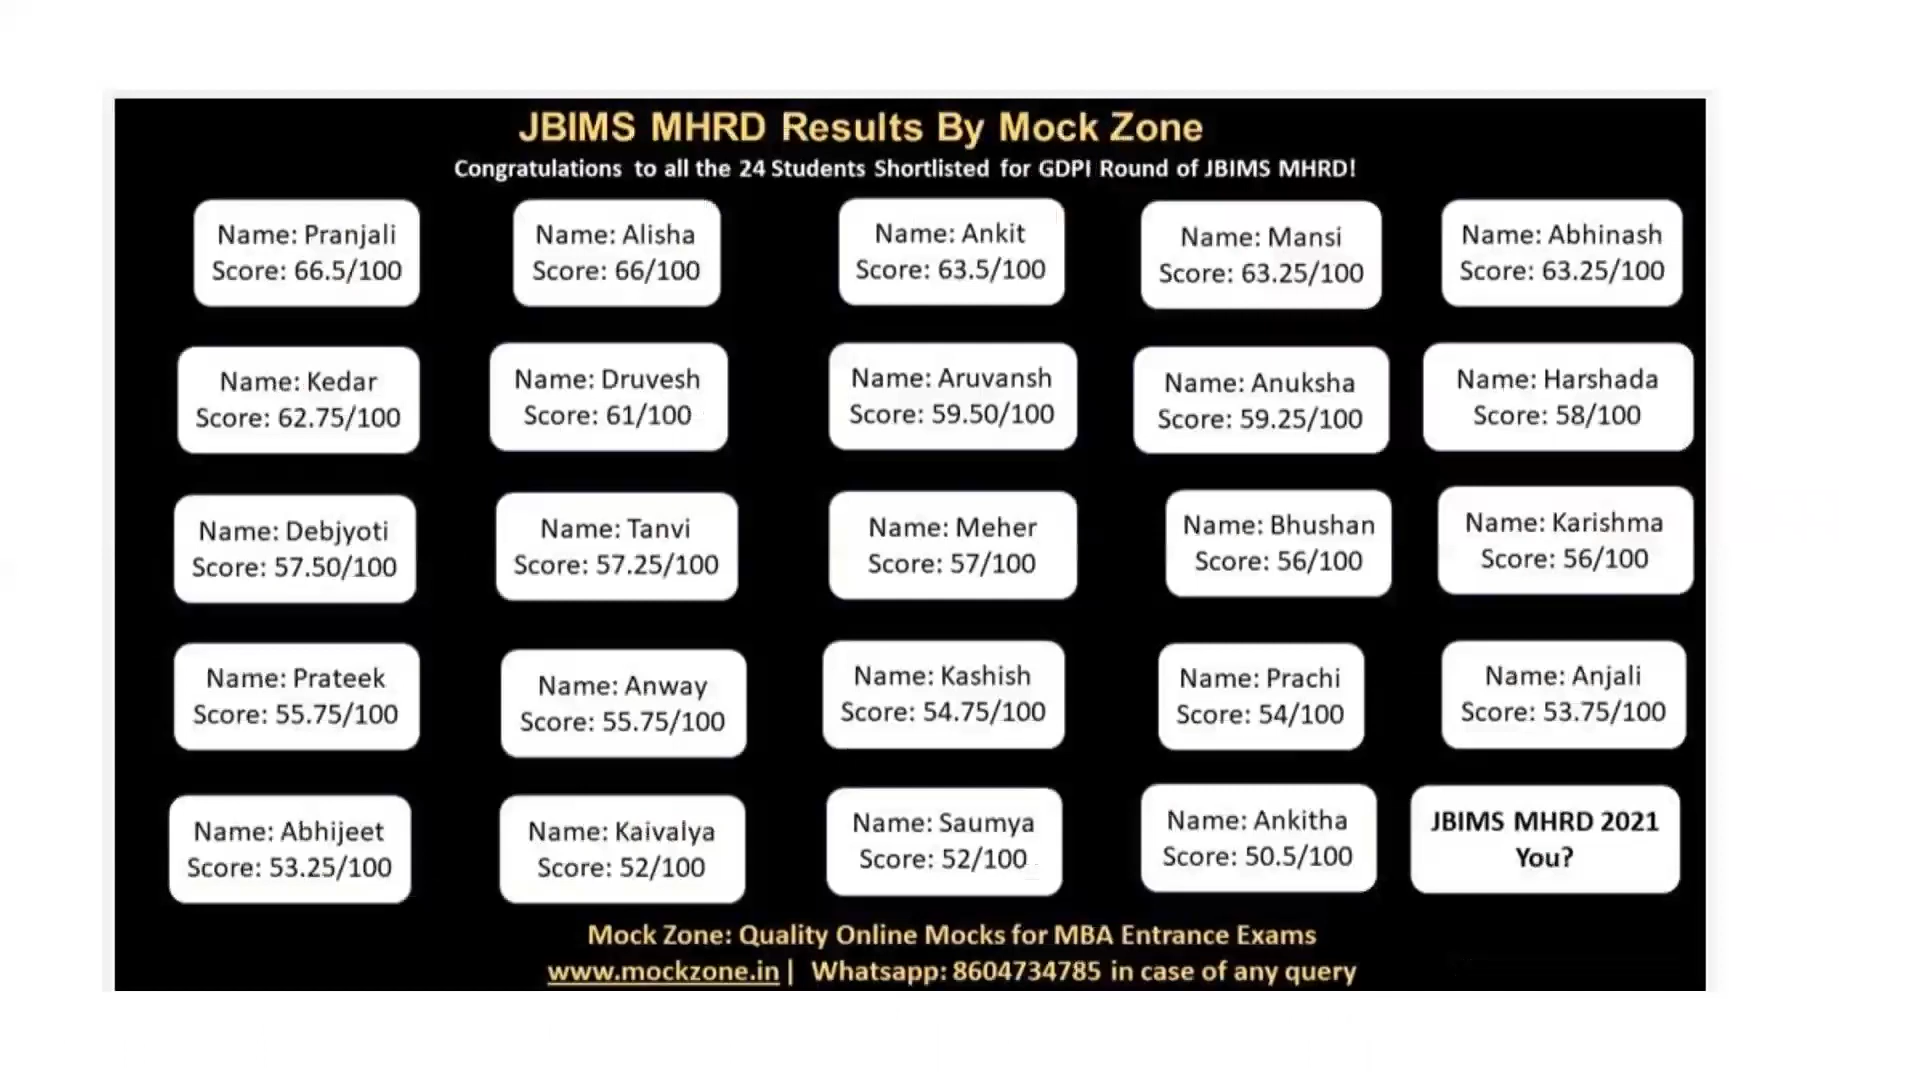 JBIMS MHRD Results By Mock Zone
Congratulations to all the 24 Students Shortlisted for GDPI Round of JBIMS MHRD!
Name: Pranjali
Score: 66.5/100
Name: Alisha
Score: 66/100
Name: Ankit
Score: 63.5/100
Name: Mansi
Score: 63.25/100
Name: Abhinash
Score: 63.25/100
Name: Kedar
Score: 62.75/100
Name: Druvesh
Score: 61/100
Name: Aruvansh
Score: 59.50/100
Name: Anuksha
Score: 59.25/100
Name: Harshada
Score: 58/100
Name: Debjyoti
Score: 57.50/100
Name: Tanvi
Score: 57.25/100
Name: Meher
Score: 57/100
Name: Bhushan
Score: 56/100
Name: Karishma
Score: 56/100
Name: Prateek
Score: 55.75/100
Name: Anway
Score: 55.75/100
Name: Kashish
Score: 54.75/100
Name: Prachi
Score: 54/100
Name: Anjali
Score: 53.75/100
Name: Abhijeet
Score: 53.25/100
Name: Kaivalya
Score: 52/100
Name: Saumya
Score: 52/100
Name: Ankitha
Score: 50.5/100
JBIMS MHRD 2021
You?
Mock Zone: Quality Online Mocks for MBA Entrance Exams
www.mockzone.in | Whatsapp: 8604734785 in case of any query